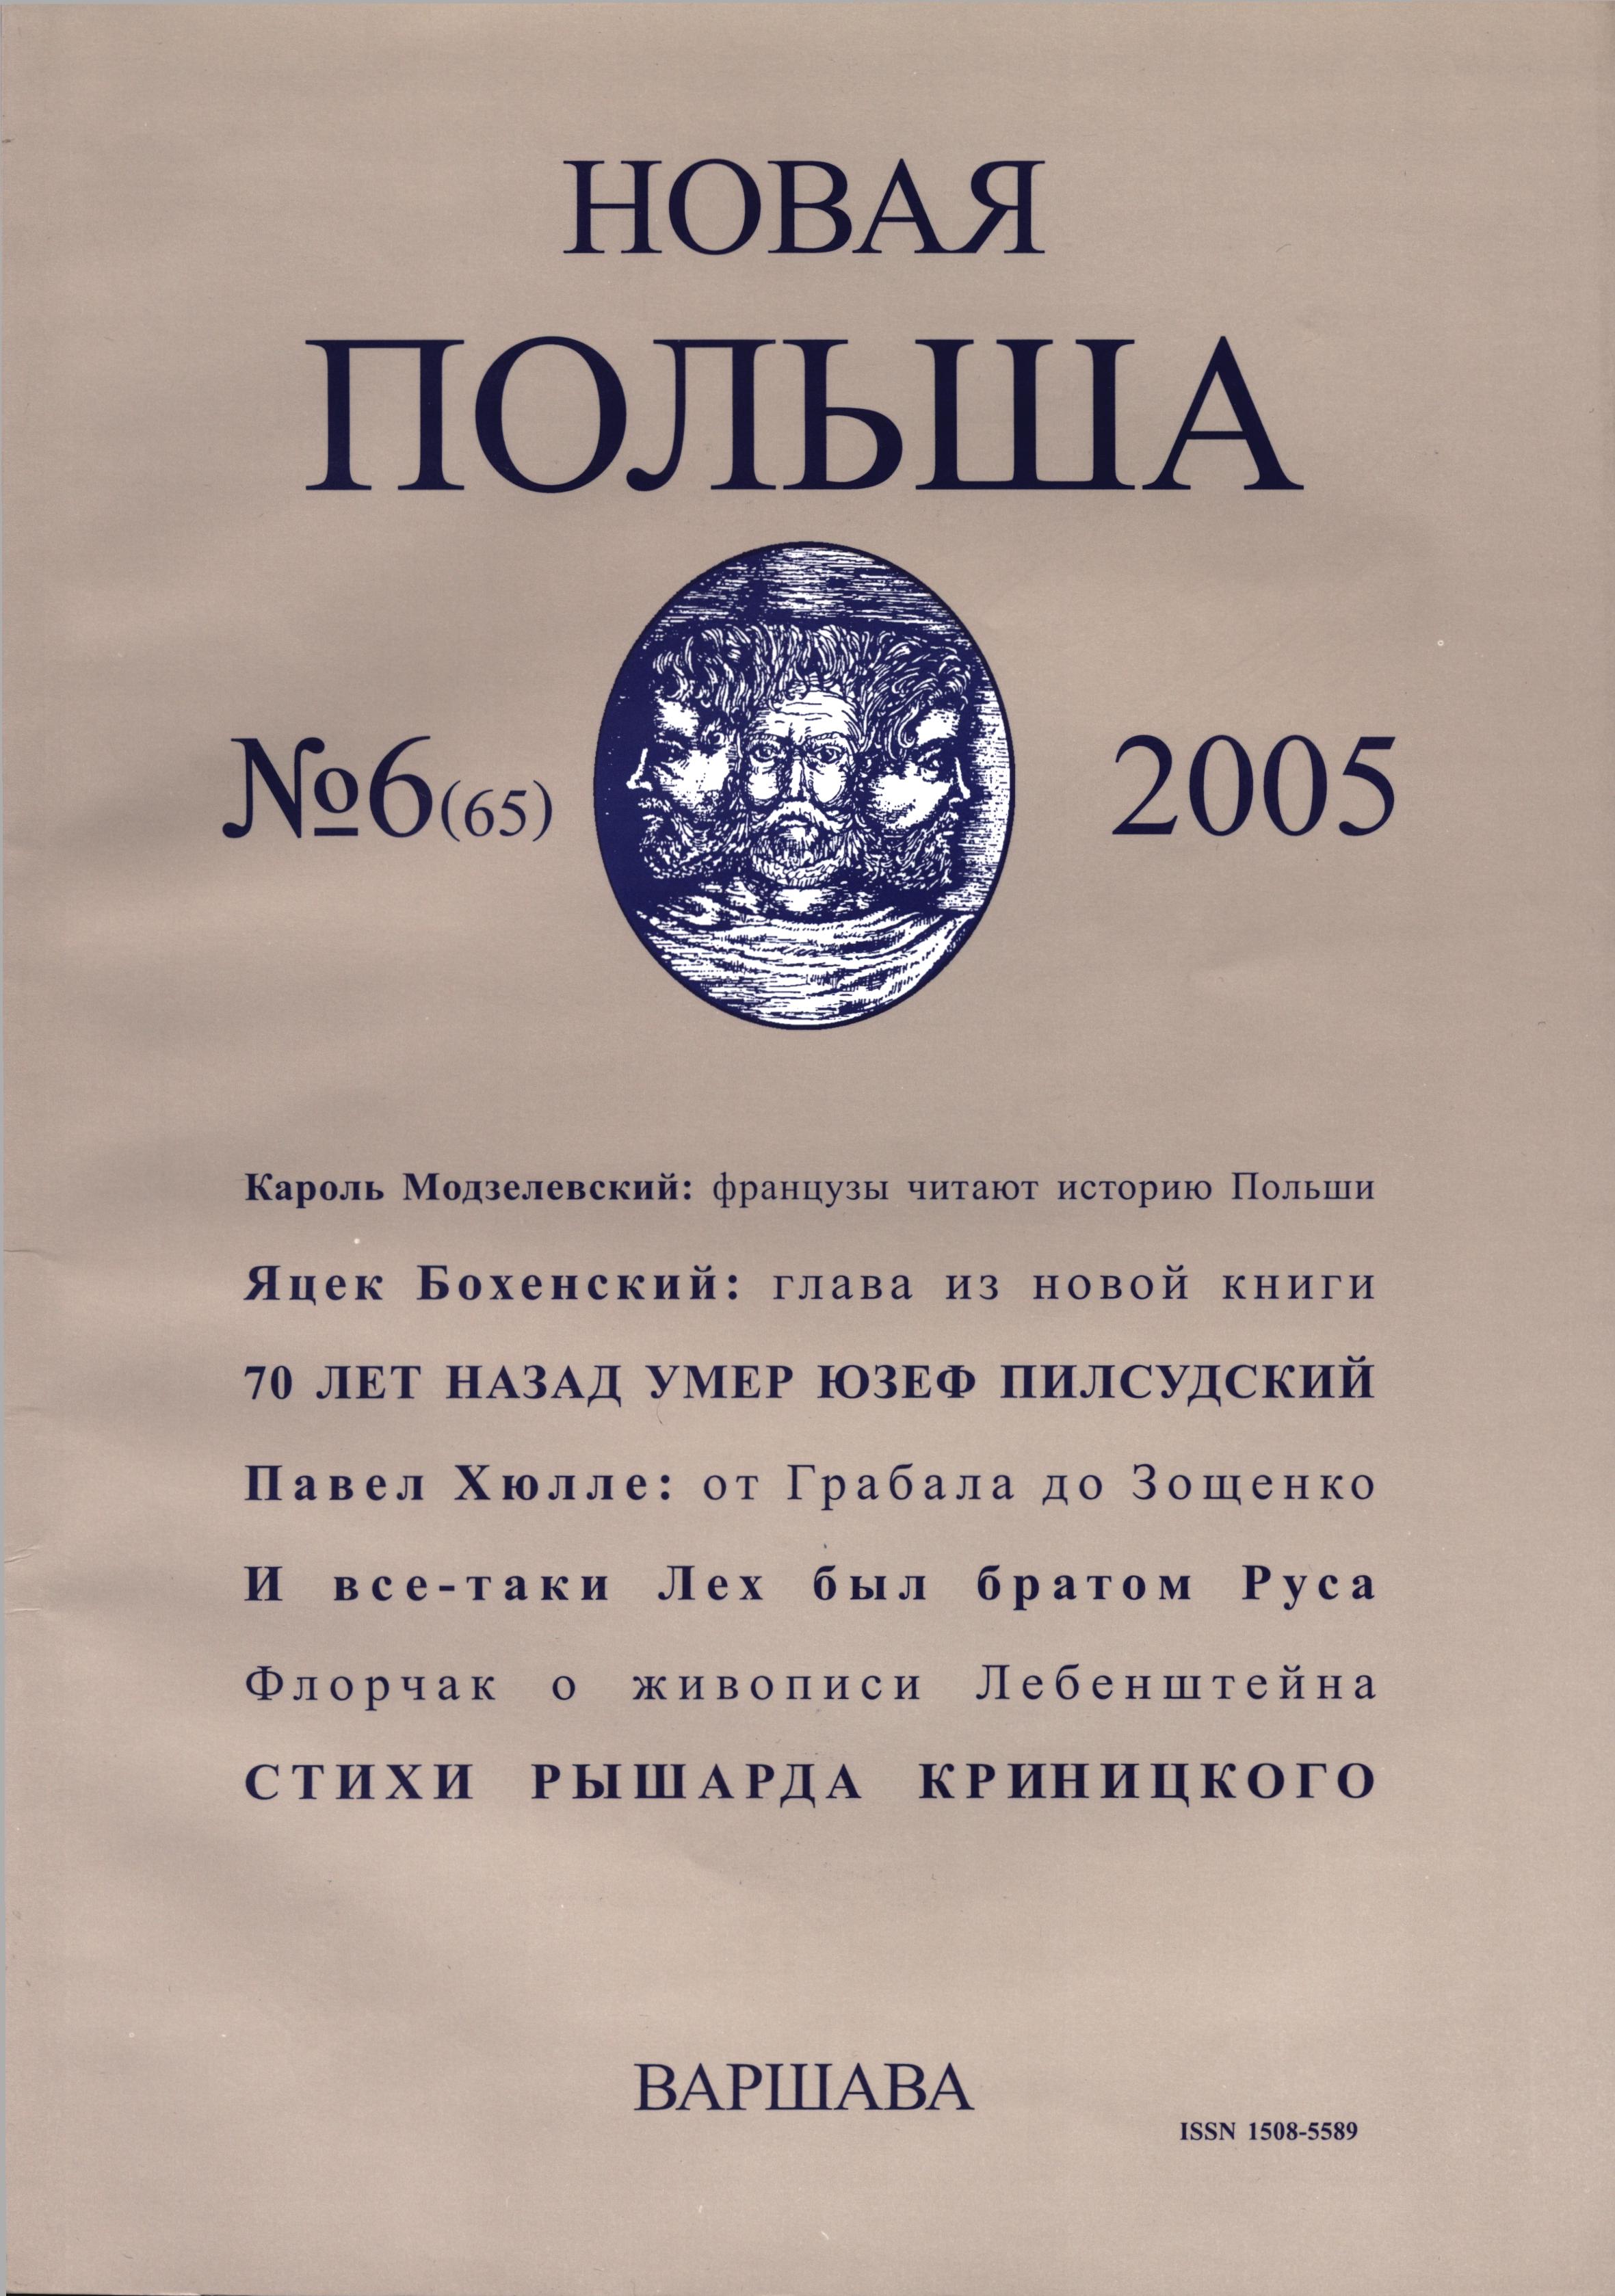 НОВАЯ
ПОЛЬША
№6(65)
2005
Кароль Модзелевский: французы читают историю Польши
Яцек Бохенский: глава из новой книги
70 ЛЕТ НАЗАД УМЕР ЮЗЕФ ПИЛСУДСКИЙ
Павел Хюлле: от Грабала до Зощенко
И все-таки Лех был братом Руса
Флорчак о живописи Лебенштейна
СТИХИ РЫШАРДА КРИНИЦКОГО
ВАРШАВА
ISSN 1508-5589